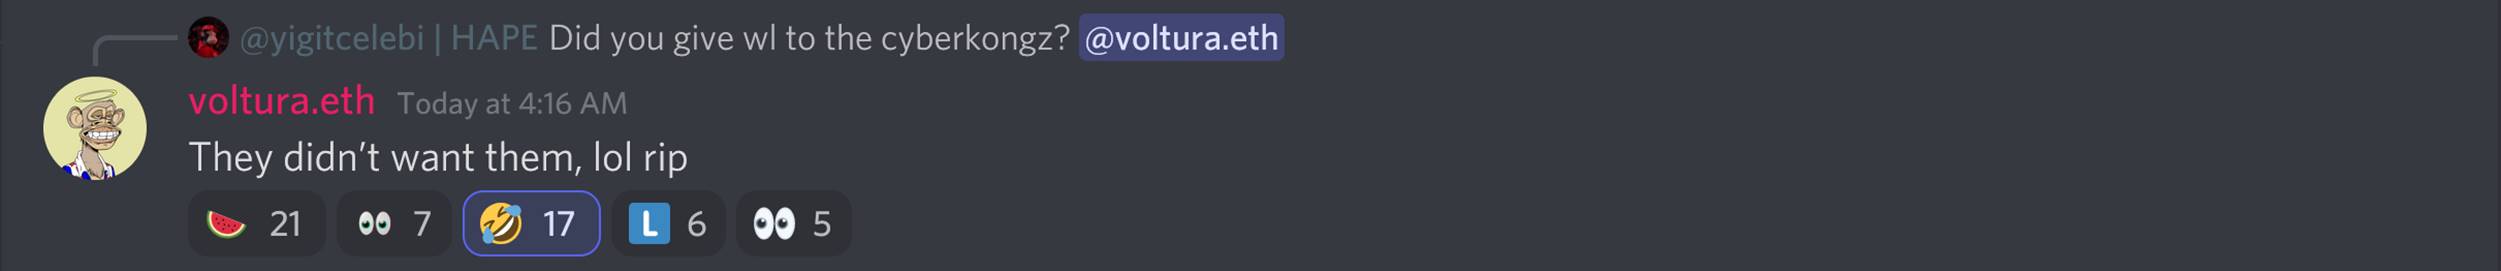 @yigitcelebi | HAPE Did you give wl to the cyberkongz? @voltura.eth
voltura.eth Today at 4:16 AM
They didn’t want them, lol rip
21 7 17 L 6 5